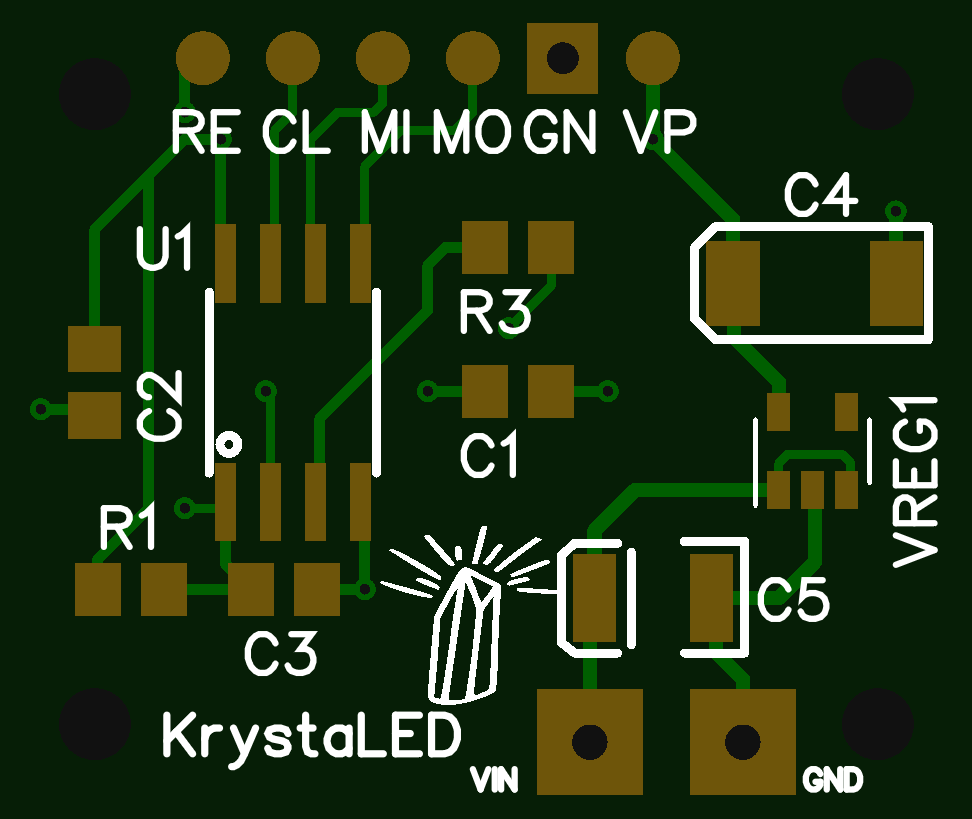 RE CL MI MO GN VP
C4
U1
R3
C2
C1
VREG1
R1
C5
C3
KrystaLED
VIN
GND